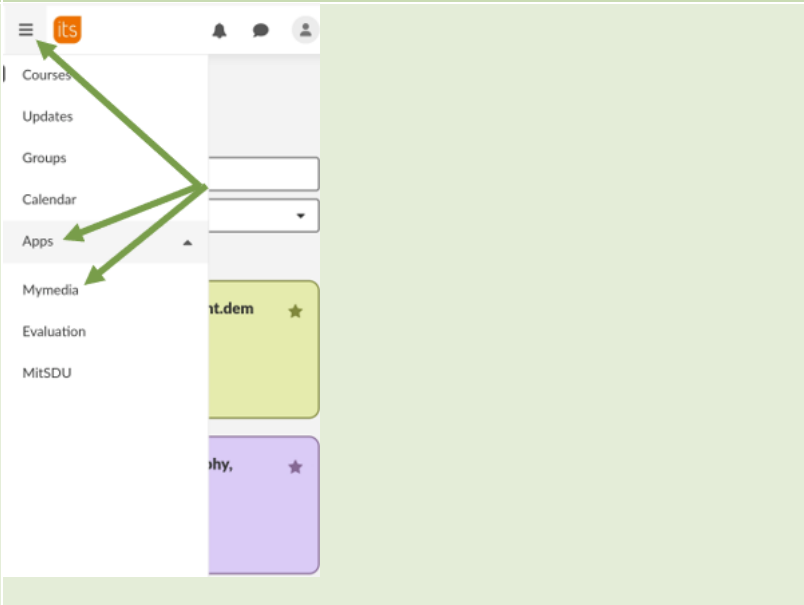 its
Courses
Updates
Groups
Calendar
Apps
Mymedia
nt.dem
Evaluation
MitSDU
phy,